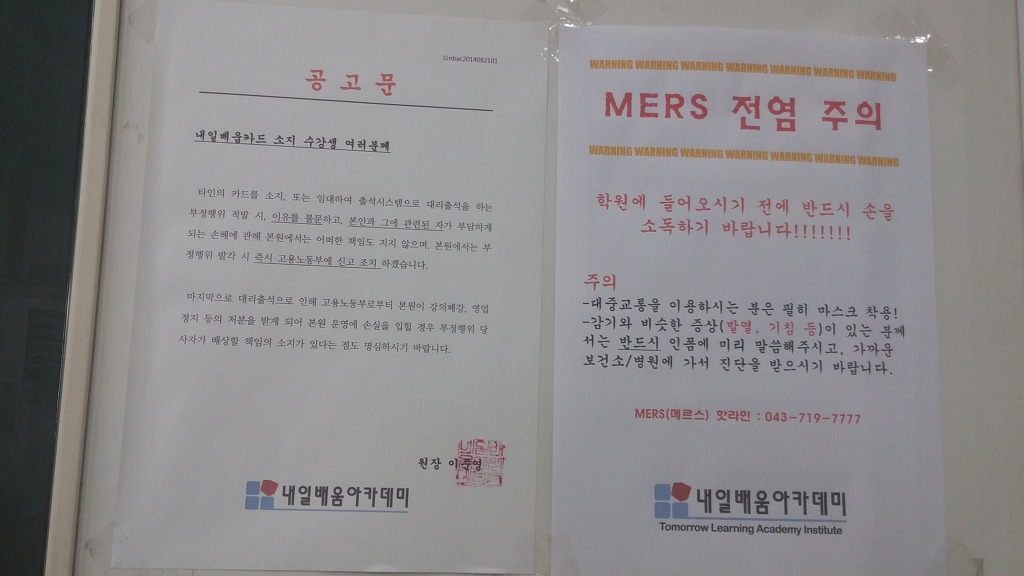 공nbac2014082101
공고문
내일배움카드 소지 수강생 여러분께
타인의 카드를 소지, 또는 임대하여 출석시스템으로 대리출석을 하는
부정행위 적발 시, 이유를 불문하고, 본인과 그에 관련된 자가 부담하게
되는 손해에 관해 본원에서는 어떠한 책임도 지지 않으며, 본원에서는 부
정행위 발각 시 즉시 고용노동부에 신고 조치 하겠습니다.
마지막으로 대리출석으로 인해 고용노동부로부터 본원이 강의폐강, 영업
정지 등의 처분을 받게 되어 본원 운영에 손실을 입힐 경우 부정행위 당
사자가 배상할 책임의 소지가 있다는 점도 명심하시기 바랍니다.
원장
내일배움아카데미
WARNING WARNING WARNING WARNING WARNING WARNING WARNING
MERS 전염 주의
WARNING WARNING WARNING WARNING WARNING WARNING WARNING
학원에 들어오시기 전에 반드시 손을
소독하기 바랍니다!!!!!!!
주의
-대중교통을 이용하시는 분은 필히 마스크 착용!
-감기와 비슷한 증상(발열, 기침 등)이 있는 분께
서는 반드시 인폼에 미리 말씀해주시고, 가까운
보건소/병원에 가서 진단을 받으시기 바랍니다.
MERS(메르스) 핫라인 : 043-719-7777
내일배움아카데미
Tomorrow Learning Academy Institute